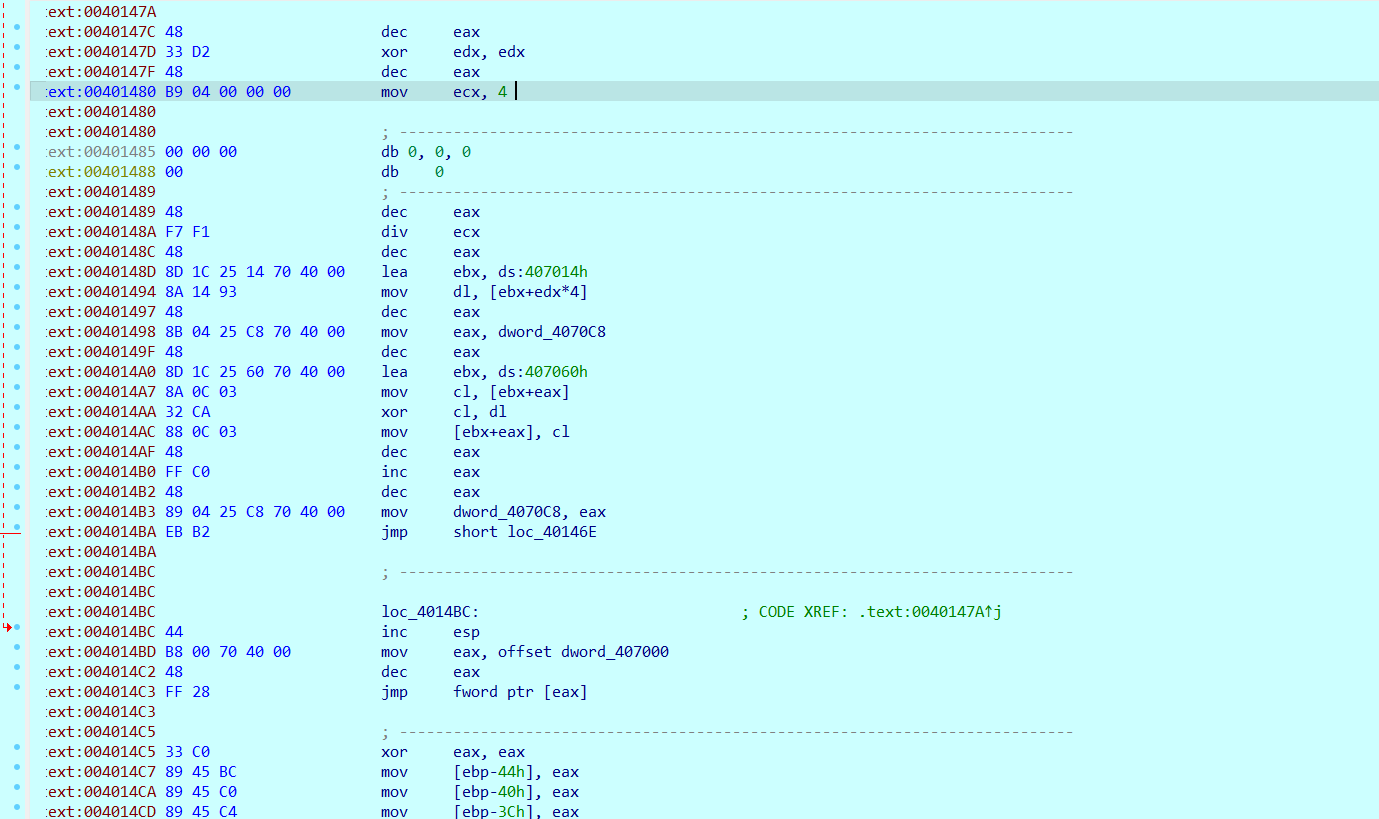 :ext:0040147A
:ext:0040147C 48 dec eax
:ext:0040147D 33 D2 xor edx, edx
:ext:0040147F 48 dec eax
:ext:00401480 B9 04 00 00 00 mov ecx, 4
:ext:00401480
:ext:00401480 ; ---------------------------------------------------------------------------
:ext:00401485 00 00 00 db 0, 0, 0
:ext:00401488 00 db 0
:ext:00401489 ; ---------------------------------------------------------------------------
:ext:00401489 48 dec eax
:ext:0040148A F7 F1 div ecx
:ext:0040148C 48 dec eax
:ext:0040148D 8D 1C 25 14 70 40 00 lea ebx, ds:407014h
:ext:00401494 8A 14 93 mov dl, [ebx+edx*4]
:ext:00401497 48 dec eax
:ext:00401498 8B 04 25 C8 70 40 00 mov eax, dword_4070C8
:ext:0040149F 48 dec eax
:ext:004014A0 8D 1C 25 60 70 40 00 lea ebx, ds:407060h
:ext:004014A7 8A 0C 03 mov cl, [ebx+eax]
:ext:004014AA 32 CA xor cl, dl
:ext:004014AC 88 0C 03 mov [ebx+eax], cl
:ext:004014AF 48 dec eax
:ext:004014B0 FF C0 inc eax
:ext:004014B2 48 dec eax
:ext:004014B3 89 04 25 C8 70 40 00 mov dword_4070C8, eax
:ext:004014BA EB B2 jmp short loc_40146E
:ext:004014BA
:ext:004014BC ; ---------------------------------------------------------------------------
:ext:004014BC
:ext:004014BC loc_4014BC: ; CODE XREF: .text:0040147A↑j
:ext:004014BC 44 inc esp
:ext:004014BD B8 00 70 40 00 mov eax, offset dword_407000
:ext:004014C2 48 dec eax
:ext:004014C3 FF 28 jmp fword ptr [eax]
:ext:004014C3
:ext:004014C5 ; ---------------------------------------------------------------------------
:ext:004014C5 33 C0 xor eax, eax
:ext:004014C7 89 45 BC mov [ebp-44h], eax
:ext:004014CA 89 45 C0 mov [ebp-40h], eax
:ext:004014CD 89 45 C4 mov [ebp-3Ch], eax